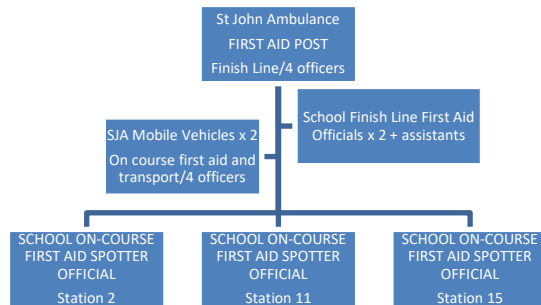 St John Ambulance
FIRST AID POST
Finish Line/4 officers
School Finish Line First Aid
Officials x 2 + assistants
SJA Mobile Vehicles x 2
On course first aid and
transport/4 officers
SCHOOL ON-COURSE
FIRST AID SPOTTER
OFFICIAL
Station 2
SCHOOL ON-COURSE
FIRST AID SPOTTER
OFFICIAL
Station 11
SCHOOL ON-COURSE
FIRST AID SPOTTER
OFFICIAL
Station 15